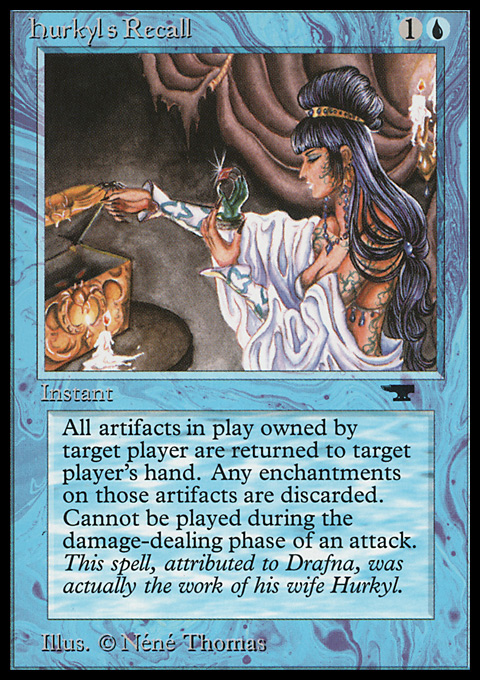 Hurkyl's Recall
1
Instant
All artifacts in play owned by
target player are returned to target
player's hand. Any enchantments
on those artifacts are discarded.
Cannot be played during the
damage-dealing phase of an attack.
This spell, attributed to Drafna, was
actually the work of his wife Hurkyl.
Illus. © Néné Thomas